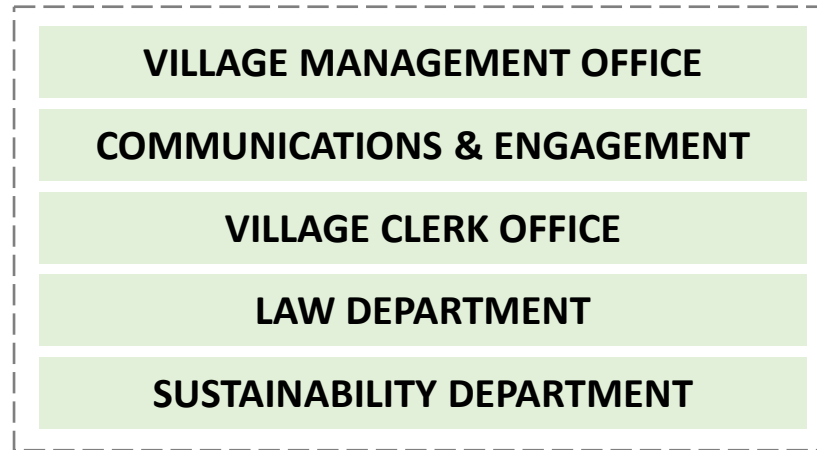 VILLAGE MANAGEMENT OFFICE
COMMUNICATIONS & ENGAGEMENT
VILLAGE CLERK OFFICE
LAW DEPARTMENT
SUSTAINABILITY DEPARTMENT